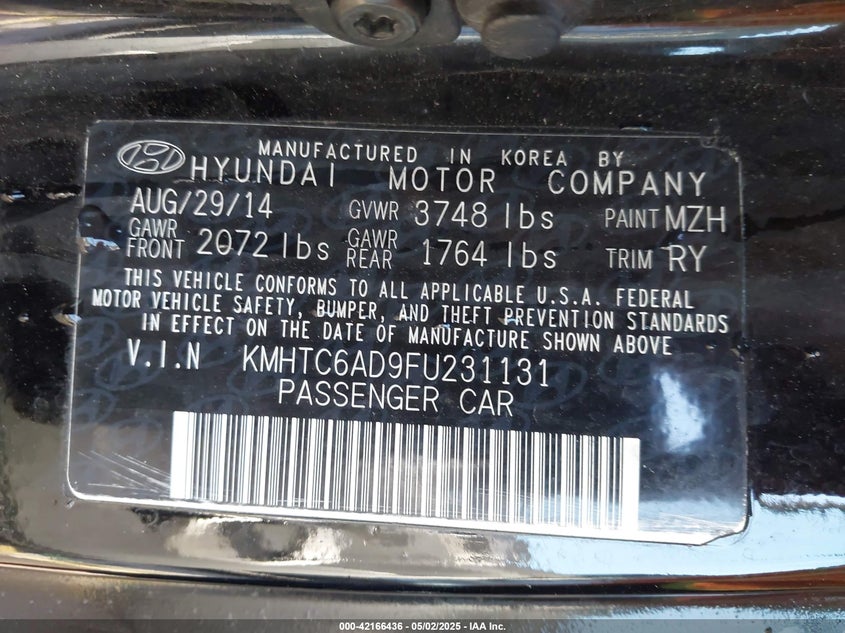 MANUFACTURED IN KOREA BY
HYUNDAI MOTOR COMPANY
AUG/29/14 GVWR 3748 lbs PAINT MZH
GAWR FRONT 2072 lbs GAWR REAR 1764 lbs TRIM RY
THIS VEHICLE CONFORMS TO ALL APPLICABLE U.S.A. FEDERAL
MOTOR VEHICLE SAFETY, BUMPER, AND THEFT PREVENTION STANDARDS
IN EFFECT ON THE DATE OF MANUFACTURE SHOWN ABOVE
V.I.N KMHTC6AD9FU231131
PASSENGER CAR
000-42166436 - 05/02/2025 - IAA Inc.